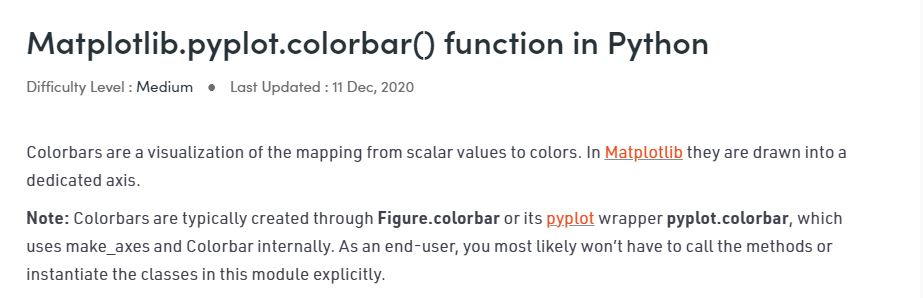 Matplotlib.pyplot.colorbar() function in Python
Difficulty Level : Medium ● Last Updated : 11 Dec, 2020
Colorbars are a visualization of the mapping from scalar values to colors. In Matplotlib they are drawn into a
dedicated axis.
Note: Colorbars are typically created through Figure.colorbar or its pyplot wrapper pyplot.colorbar, which
uses make_axes and Colorbar internally. As an end-user, you most likely won’t have to call the methods or
instantiate the classes in this module explicitly.